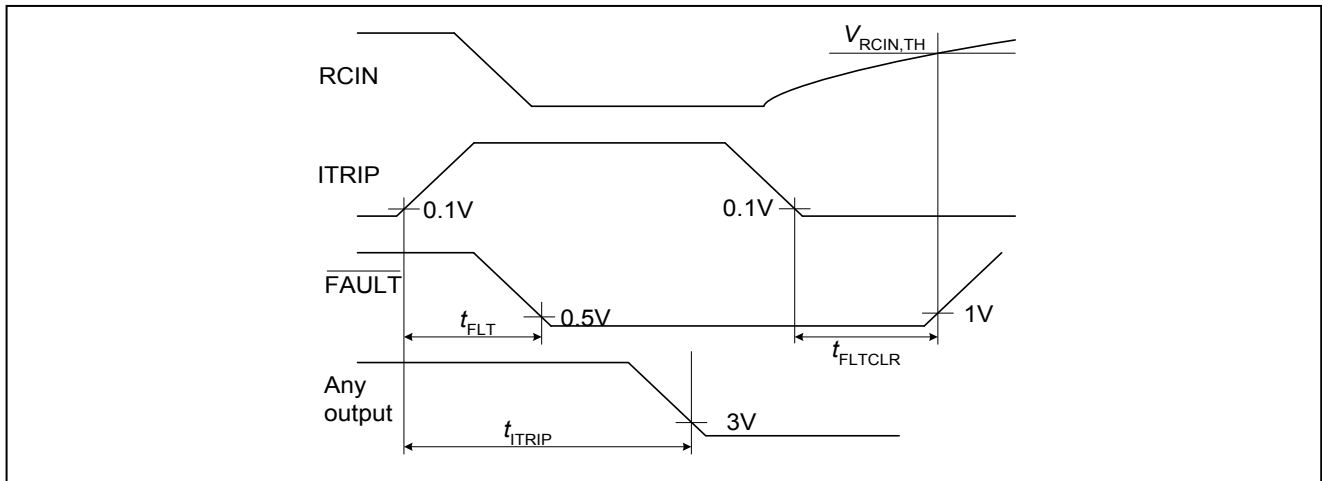 V_RCIN,TH
RCIN
ITRIP
0.1V
0.1V
FAULT
0.5V
1V
t_FLT
t_FLTCLR
Any
output
3V
t_ITRIP